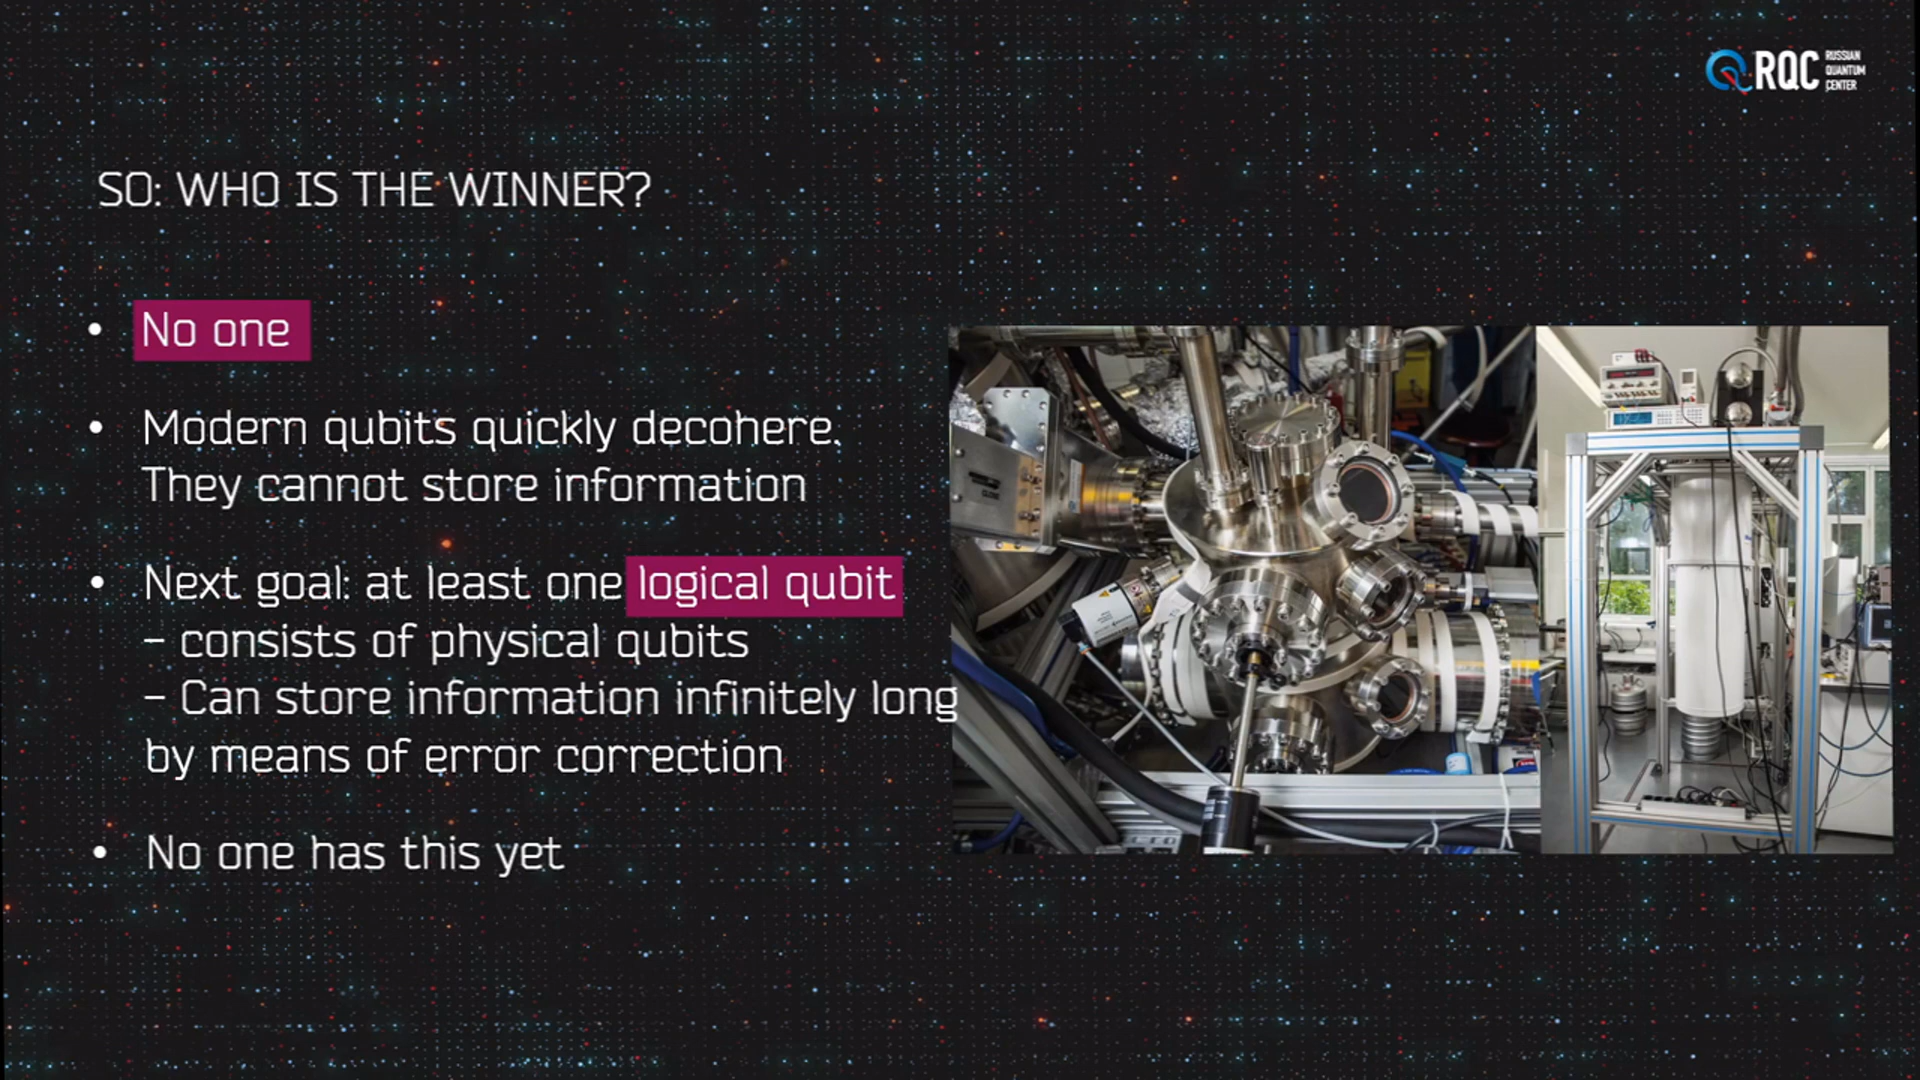 RQC
RUSSIAN
QUANTUM
CENTER
SO: WHO IS THE WINNER?
• No one
• Modern qubits quickly decohere.
They cannot store information
• Next goal: at least one logical qubit
– consists of physical qubits
– Can store information infinitely long
by means of error correction
• No one has this yet